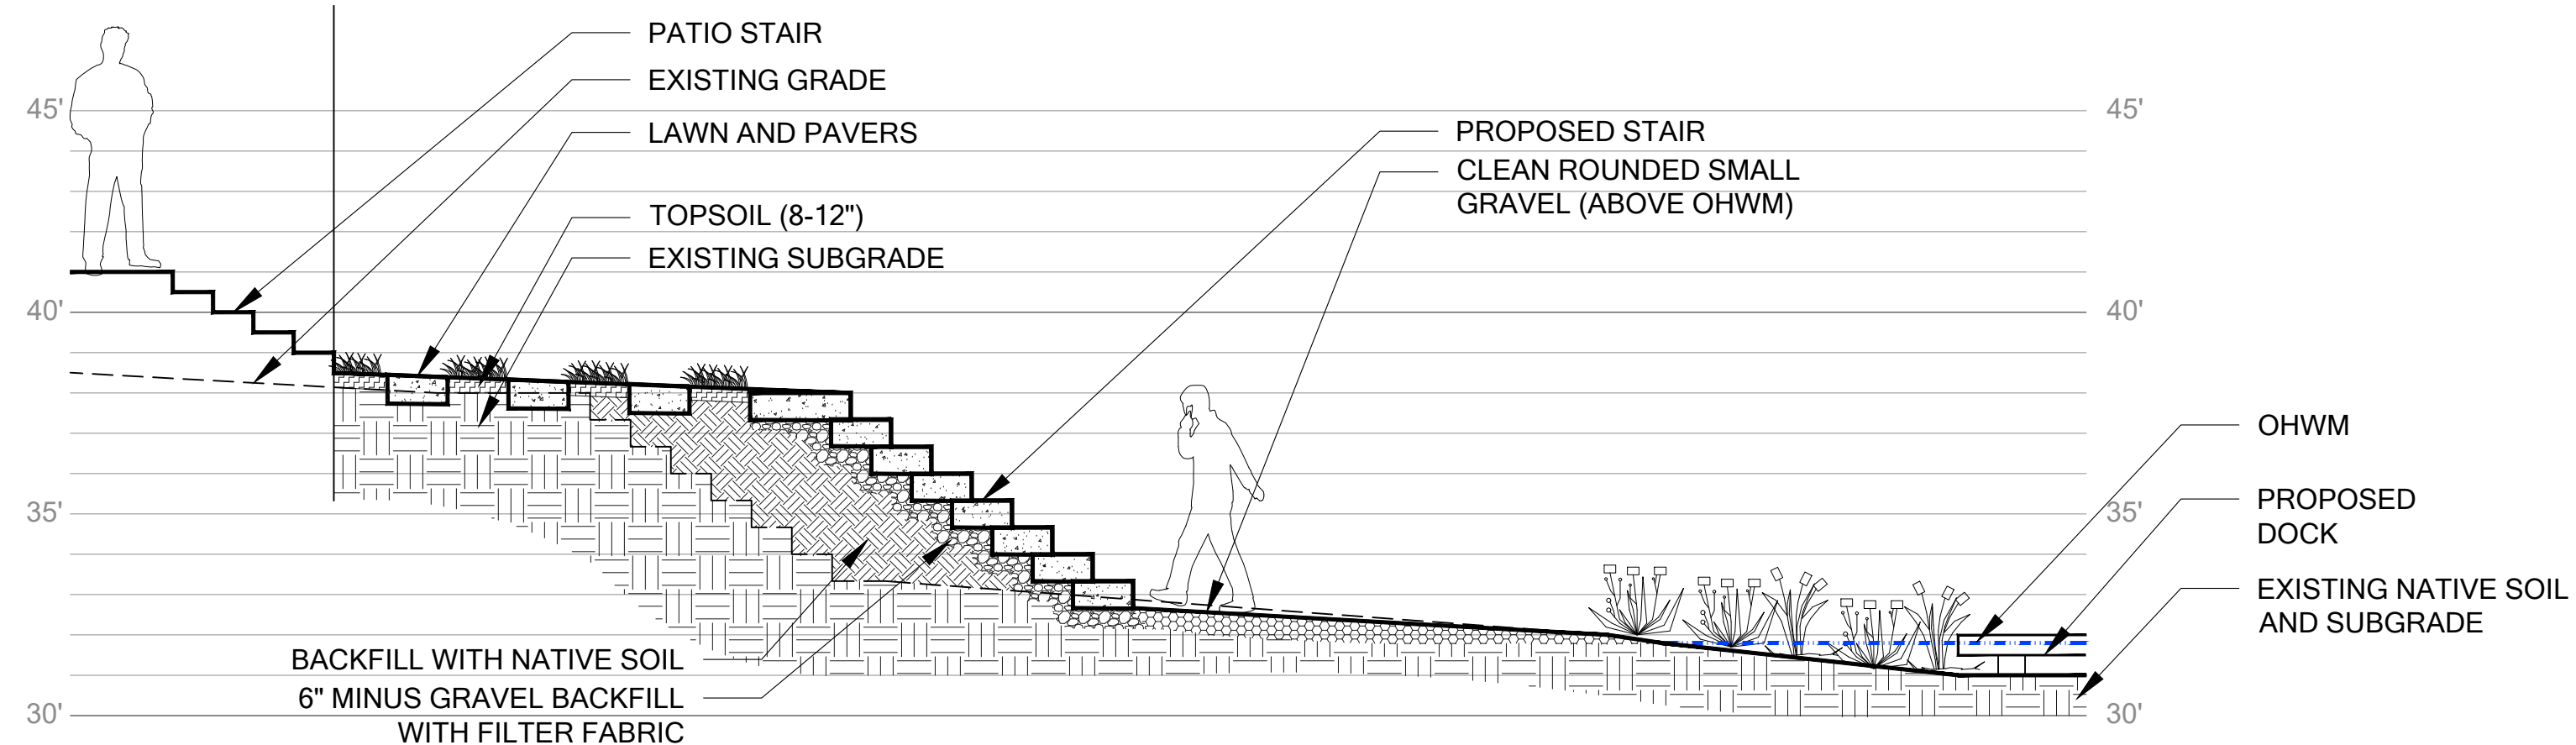 PATIO STAIR
EXISTING GRADE
45'
45'
LAWN AND PAVERS
PROPOSED STAIR
CLEAN ROUNDED SMALL
GRAVEL (ABOVE OHWM)
TOPSOIL (8-12")
EXISTING SUBGRADE
40'
40'
OHWM
35'
35'
PROPOSED
DOCK
EXISTING NATIVE SOIL
AND SUBGRADE
BACKFILL WITH NATIVE SOIL
6" MINUS GRAVEL BACKFILL
WITH FILTER FABRIC
30'
30'